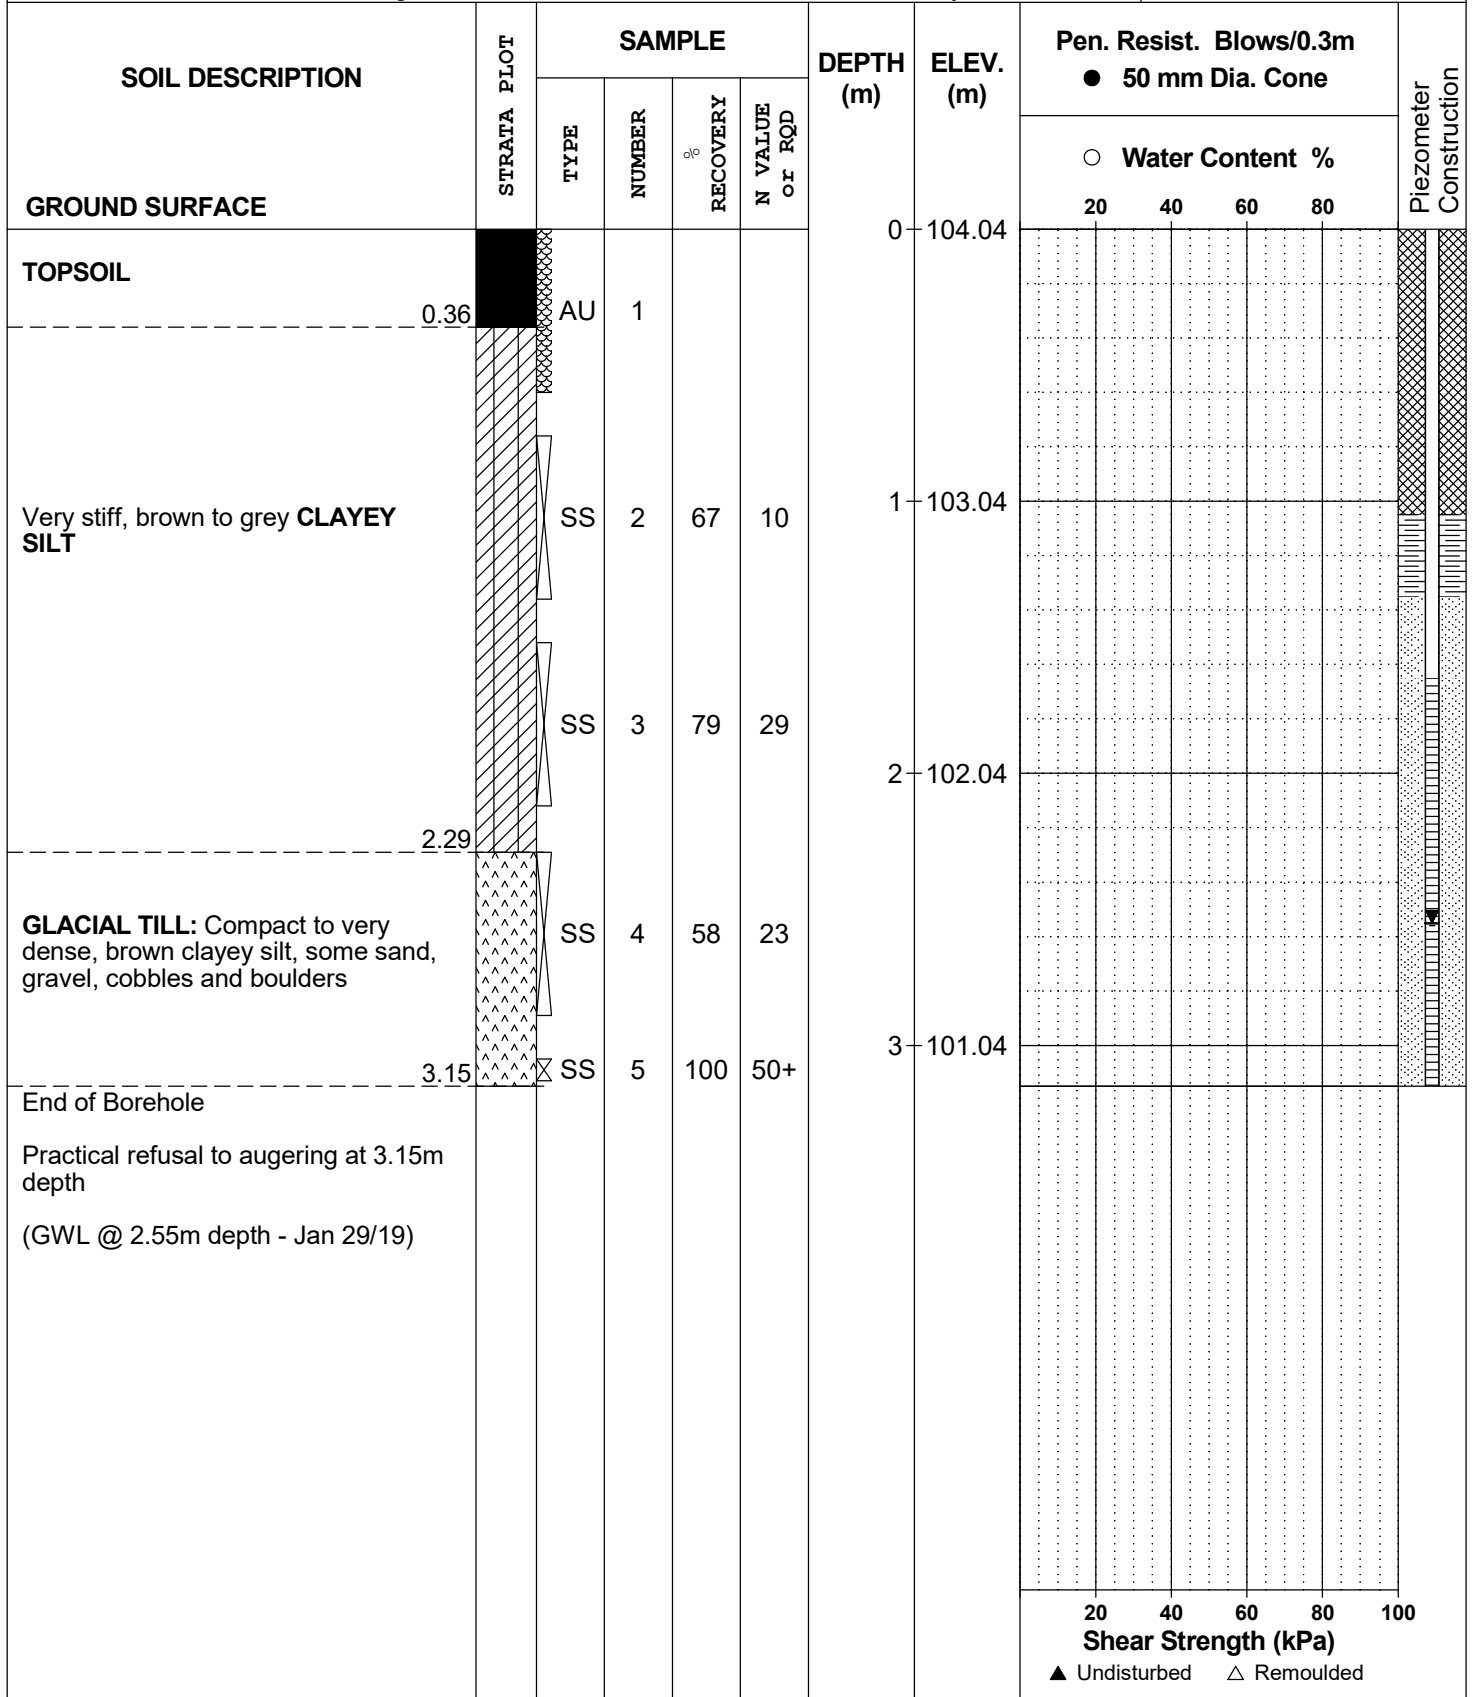 SOIL DESCRIPTION
GROUND SURFACE
STRATA PLOT
SAMPLE
TYPE
NUMBER
%
RECOVERY
N VALUE
or RQD
DEPTH
(m)
ELEV.
(m)
Pen. Resist. Blows/0.3m
● 50 mm Dia. Cone
○ Water Content %
20 40 60 80
Piezometer
Construction
0 104.04
TOPSOIL
0.36
AU 1
1 103.04
Very stiff, brown to grey CLAYEY
SILT
SS 2 67 10
SS 3 79 29
2 102.04
2.29
GLACIAL TILL: Compact to very
dense, brown clayey silt, some sand,
gravel, cobbles and boulders
SS 4 58 23
3 101.04
3.15
SS 5 100 50+
End of Borehole
Practical refusal to augering at 3.15m
depth
(GWL @ 2.55m depth - Jan 29/19)
20 40 60 80 100
Shear Strength (kPa)
▲ Undisturbed △ Remoulded